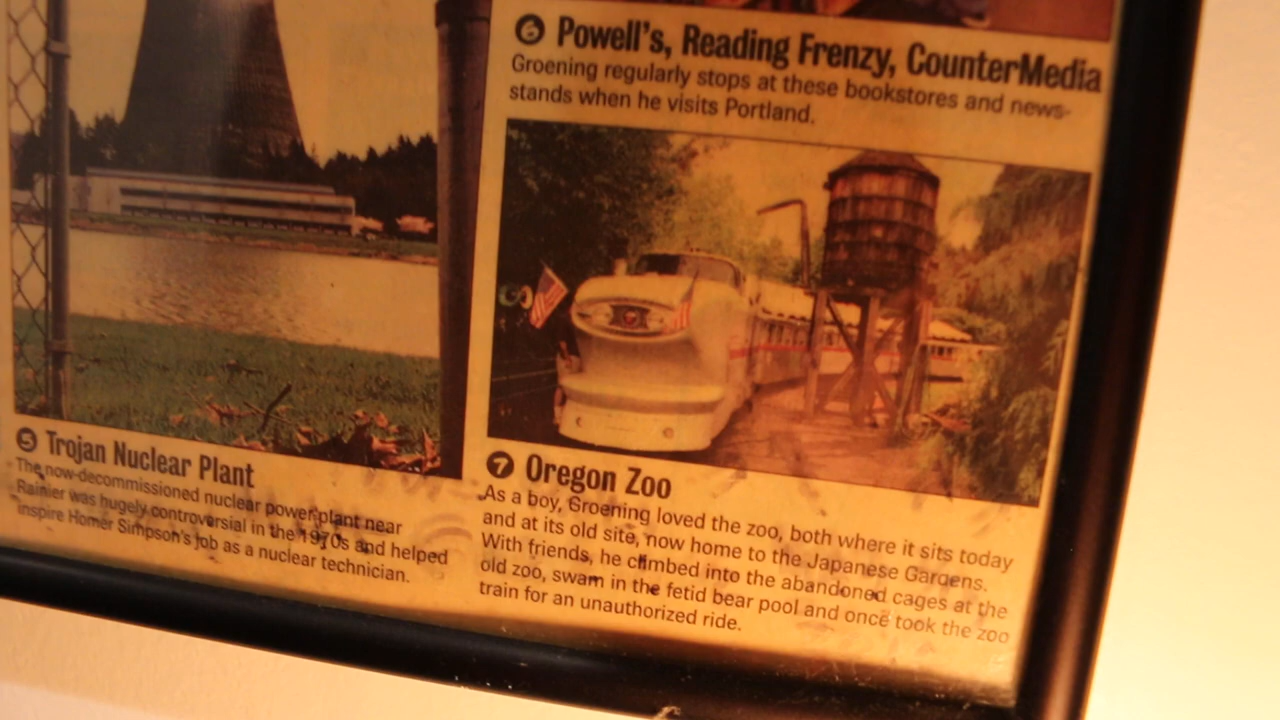 6 Powell's, Reading Frenzy, CounterMedia
Groening regularly stops at these bookstores and news-
stands when he visits Portland.
5 Trojan Nuclear Plant
The now-decommissioned nuclear power plant near
Rainier was hugely controversial in the 1970s and helped
inspire Homer Simpson's job as a nuclear technician.
7 Oregon Zoo
As a boy, Groening loved the zoo, both where it sits today
and at its old site, now home to the Japanese Gardens.
With friends, he climbed into the abandoned cages at the
old zoo, swam in the fetid bear pool and once took the zoo
train for an unauthorized ride.